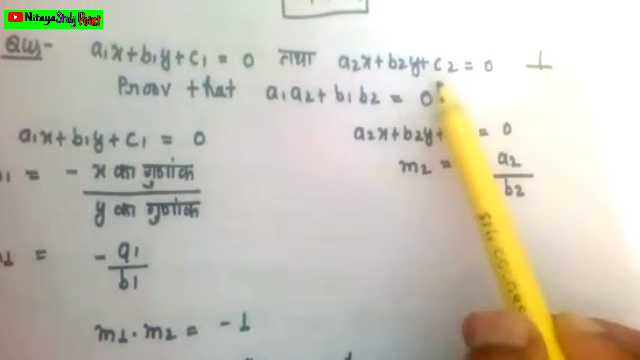 Nitaya Study Point
Qus- a1x+b1y+c1 = 0 तथा a2x+b2y+c2 = 0 ⊥
Proov that a1a2+b1b2 = 0
a1x+b1y+c1 = 0
a2x+b2y+ = 0
= - x का गुणांक / y का गुणांक
m2 = a2/b2
= - a1/b1
m1.m2 = -1